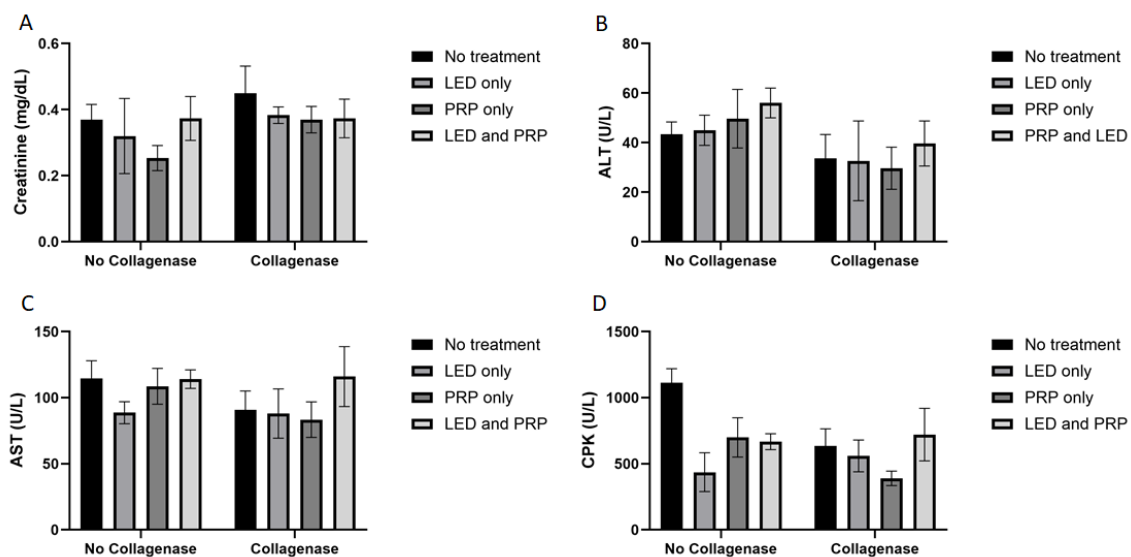 A
Creatinine (mg/dL)
0.6
0.4
0.2
0.0
No Collagenase
Collagenase
No treatment
LED only
PRP only
LED and PRP
B
ALT (U/L)
80
60
40
20
0
No Collagenase
Collagenase
No treatment
LED only
PRP only
PRP and LED
C
AST (U/L)
150
100
50
0
No Collagenase
Collagenase
No treatment
LED only
PRP only
LED and PRP
D
CPK (U/L)
1500
1000
500
0
No Collagenase
Collagenase
No treatment
LED only
PRP only
LED and PRP